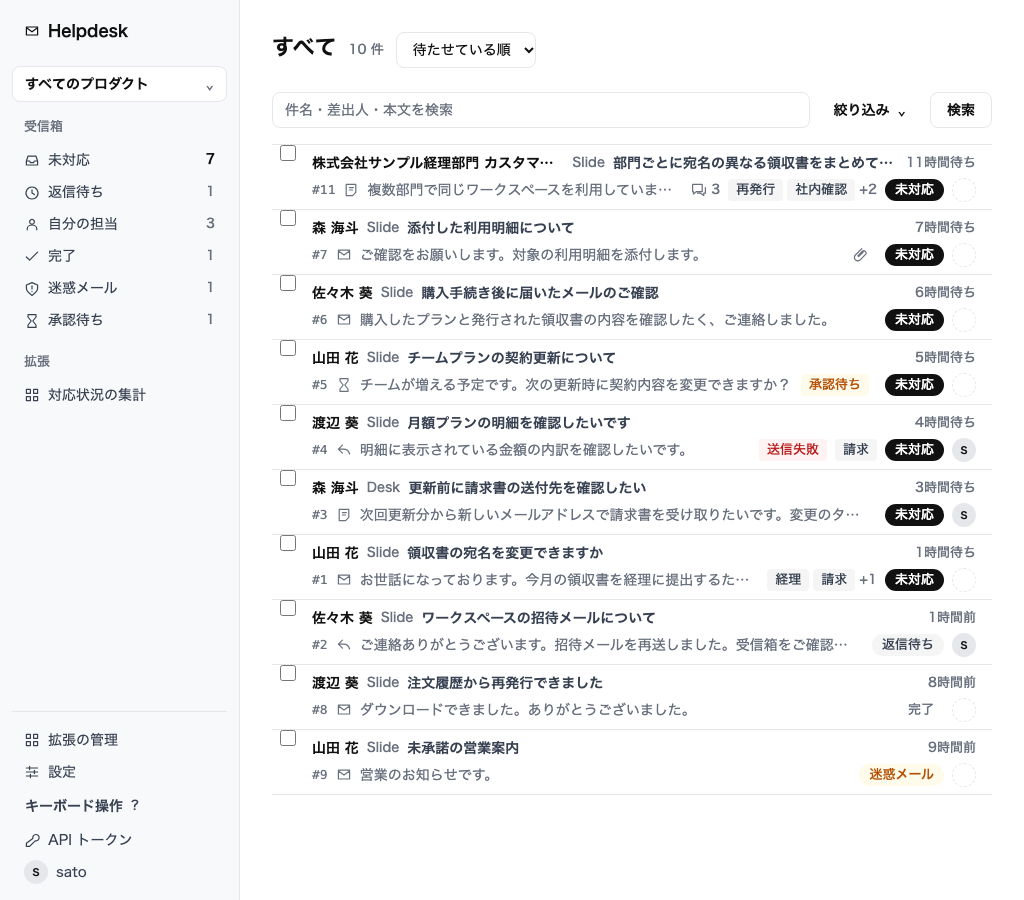 Helpdesk
すべてのプロダクト
受信箱
未対応 7
返信待ち 1
自分の担当 3
完了 1
迷惑メール 1
承認待ち 1
拡張
対応状況の集計
拡張の管理
設定
キーボード操作 ?
API トークン
S sato
すべて 10 件 待たせている順
件名・差出人・本文を検索 絞り込み 検索
株式会社サンプル経理部門 カスタマ… Slide 部門ごとに宛名の異なる領収書をまとめて… 11時間待ち
#11 複数部門で同じワークスペースを利用していま… 3 再発行 社内確認 +2 未対応
森 海斗 Slide 添付した利用明細について 7時間待ち
#7 ご確認をお願いします。対象の利用明細を添付します。 未対応
佐々木 葵 Slide 購入手続き後に届いたメールのご確認 6時間待ち
#6 購入したプランと発行された領収書の内容を確認したく、ご連絡しました。 未対応
山田 花 Slide チームプランの契約更新について 5時間待ち
#5 チームが増える予定です。次の更新時に契約内容を変更できますか？ 承認待ち 未対応
渡辺 葵 Slide 月額プランの明細を確認したいです 4時間待ち
#4 明細に表示されている金額の内訳を確認したいです。 送信失敗 請求 未対応 S
森 海斗 Desk 更新前に請求書の送付先を確認したい 3時間待ち
#3 次回更新分から新しいメールアドレスで請求書を受け取りたいです。変更のタ… 未対応 S
山田 花 Slide 領収書の宛名を変更できますか 1時間待ち
#1 お世話になっております。今月の領収書を経理に提出するた… 経理 請求 +1 未対応
佐々木 葵 Slide ワークスペースの招待メールについて 1時間前
#2 ご連絡ありがとうございます。招待メールを再送しました。受信箱をご確認… 返信待ち S
渡辺 葵 Slide 注文履歴から再発行できました 8時間前
#8 ダウンロードできました。ありがとうございました。 完了
山田 花 Slide 未承諾の営業案内 9時間前
#9 営業のお知らせです。 迷惑メール